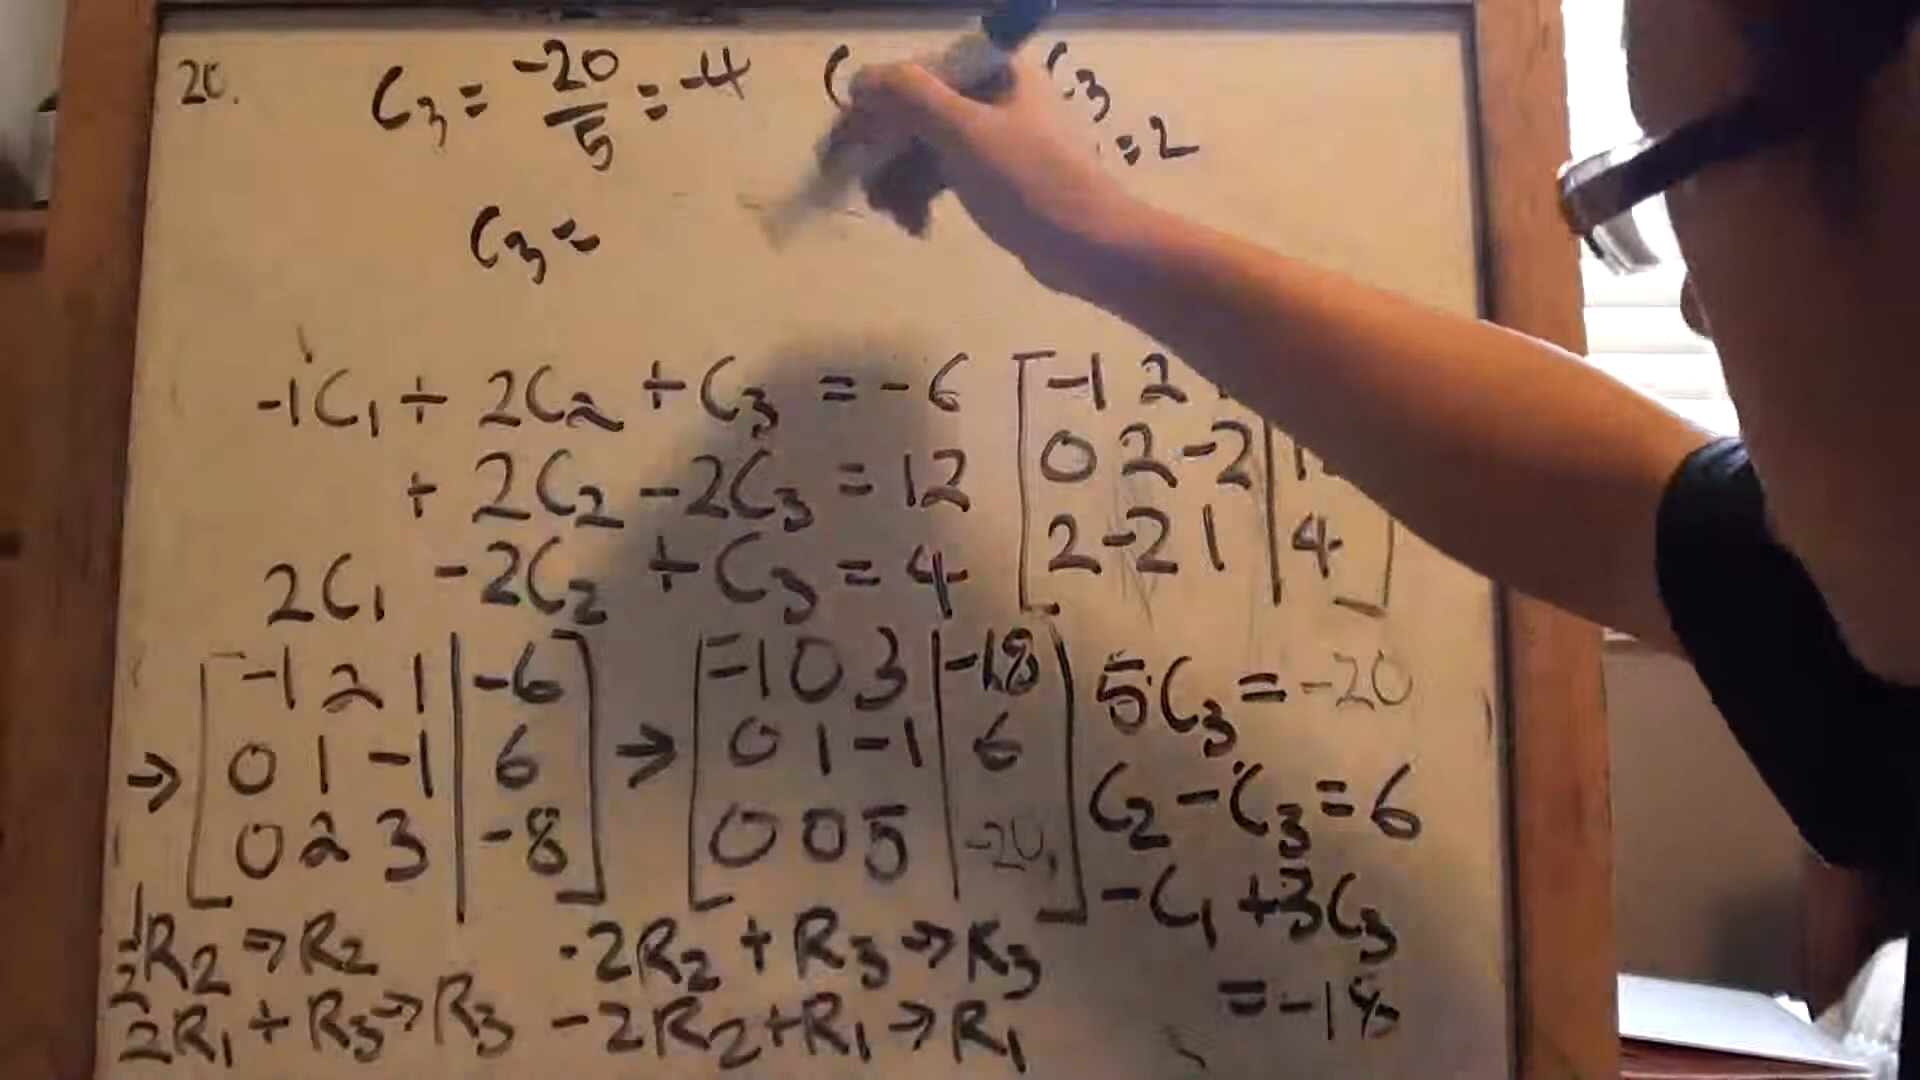 20. C₃ = -20/5 = -4 C₃
= 2
C₃ =
-1C₁ + 2C₂ + C₃ = -6 [-1 2
+ 2C₂ - 2C₃ = 12 0 2 -2 | 1
2C₁ - 2C₂ + C₃ = 4 2 -2 1 | 4]
[-1 2 1 | -6] [-1 0 3 | -18] 5C₃ = -20
→ 0 1 -1 | 6 → 0 1 -1 | 6 C₂ - C₃ = 6
0 2 3 | -8 0 0 5 | -20 -C₁ + 3C₃
½R₂ → R₂ -2R₂ + R₃ → R₃ = -18
2R₁ + R₃ → R₃ -2R₂ + R₁ → R₁